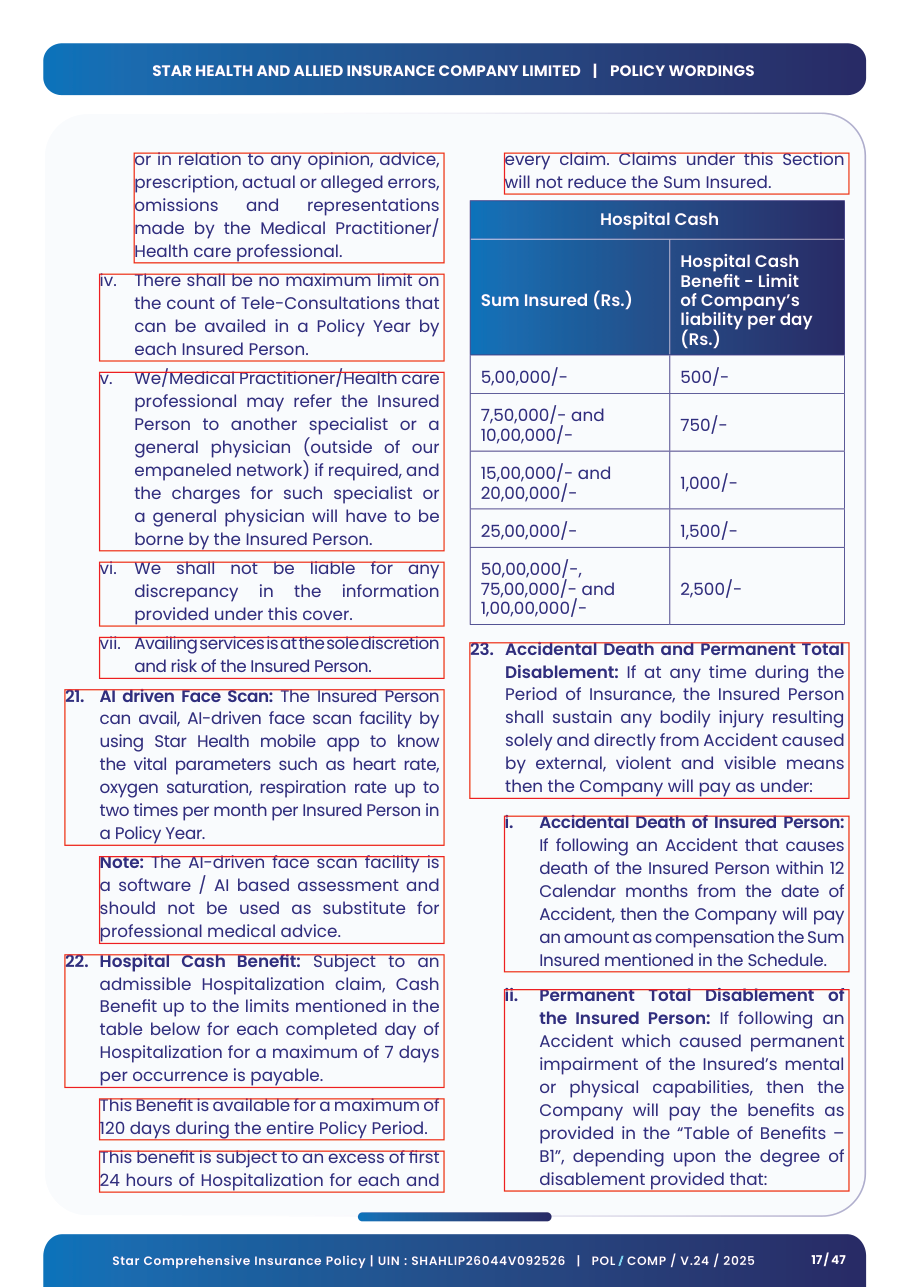 STAR HEALTH AND ALLIED INSURANCE COMPANY LIMITED | POLICY WORDINGS
or in relation to any opinion, advice,
prescription, actual or alleged errors,
omissions and representations
made by the Medical Practitioner/
Health care professional.
iv. There shall be no maximum limit on
the count of Tele-Consultations that
can be availed in a Policy Year by
each Insured Person.
v. We/Medical Practitioner/Health care
professional may refer the Insured
Person to another specialist or a
general physician (outside of our
empaneled network) if required, and
the charges for such specialist or
a general physician will have to be
borne by the Insured Person.
vi. We shall not be liable for any
discrepancy in the information
provided under this cover.
vii. Availing services is at the sole discretion
and risk of the Insured Person.
21. AI driven Face Scan: The Insured Person
can avail, AI-driven face scan facility by
using Star Health mobile app to know
the vital parameters such as heart rate,
oxygen saturation, respiration rate up to
two times per month per Insured Person in
a Policy Year.
Note: The AI-driven face scan facility is
a software / AI based assessment and
should not be used as substitute for
professional medical advice.
22. Hospital Cash Benefit: Subject to an
admissible Hospitalization claim, Cash
Benefit up to the limits mentioned in the
table below for each completed day of
Hospitalization for a maximum of 7 days
per occurrence is payable.
This Benefit is available for a maximum of
120 days during the entire Policy Period.
This benefit is subject to an excess of first
24 hours of Hospitalization for each and
every claim. Claims under this Section
will not reduce the Sum Insured.
Hospital Cash
Sum Insured (Rs.)
Hospital Cash
Benefit - Limit
of Company's
liability per day
(Rs.)
5,00,000/- 500/-
7,50,000/- and
10,00,000/-
750/-
15,00,000/- and
20,00,000/-
1,000/-
25,00,000/- 1,500/-
50,00,000/-,
75,00,000/- and
1,00,00,000/-
2,500/-
23. Accidental Death and Permanent Total
Disablement: If at any time during the
Period of Insurance, the Insured Person
shall sustain any bodily injury resulting
solely and directly from Accident caused
by external, violent and visible means
then the Company will pay as under:
i. Accidental Death of Insured Person:
If following an Accident that causes
death of the Insured Person within 12
Calendar months from the date of
Accident, then the Company will pay
an amount as compensation the Sum
Insured mentioned in the Schedule.
ii. Permanent Total Disablement of
the Insured Person: If following an
Accident which caused permanent
impairment of the Insured's mental
or physical capabilities, then the
Company will pay the benefits as
provided in the “Table of Benefits –
B1”, depending upon the degree of
disablement provided that:
Star Comprehensive Insurance Policy | UIN : SHAHLIP26044V092526 | POL / COMP / V.24 / 2025 17 / 47